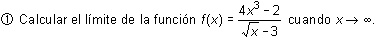 ① Calcular el límite de la función f(x) = (4x³ − 2)/(√x − 3) cuando x → ∞.